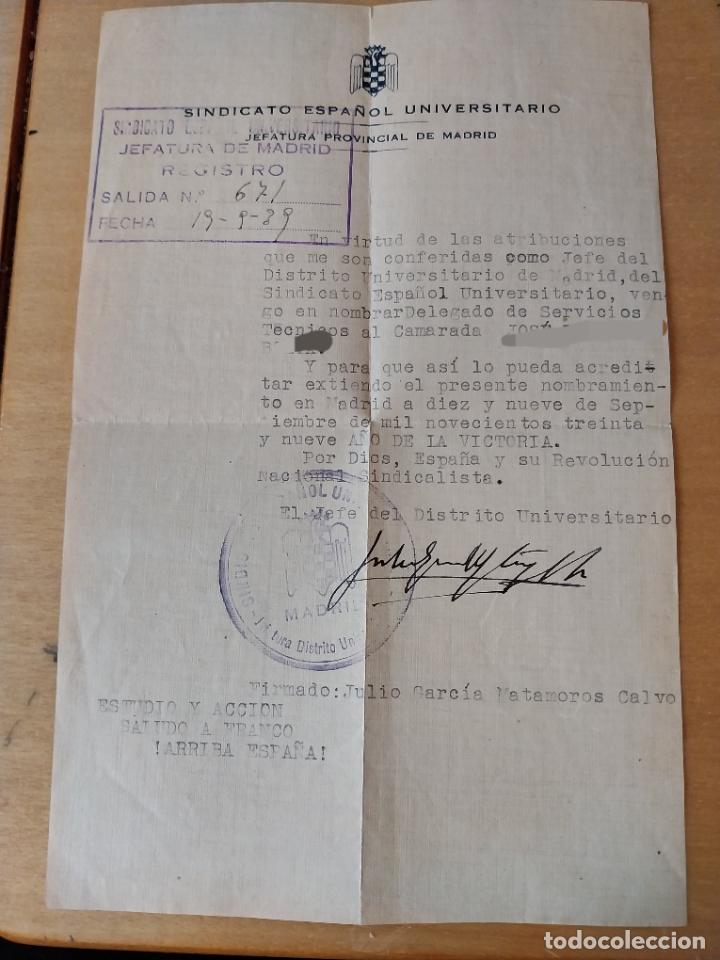 SINDICATO ESPAÑOL UNIVERSITARIO
JEFATURA PROVINCIAL DE MADRID
SINDICATO
JEFATURA DE MADRID
REGISTRO
SALIDA N.º 671
FECHA 19-9-39
En virtud de las atribuciones
que me son conferidas como Jefe del
Distrito Universitario de Madrid, del
Sindicato Español Universitario, ven-
go en nombrar Delegado de Servicios
Tecnicos al Camarada JOSÉ
Y para que así lo pueda acredi-
tar extiendo el presente nombramien-
to en Madrid a diez y nueve de Sep-
tiembre de mil novecientos treinta
y nueve AÑO DE LA VICTORIA.
Por Dios, España y su Revolución
Nacional Sindicalista.
El Jefe del Distrito Universitario
MADRID
Distrito Un
Firmado: Julio García Matamoros Calvo
ESTUDIO Y ACCION
SALUDO A FRANCO
!ARRIBA ESPAÑA!
todocoleccion